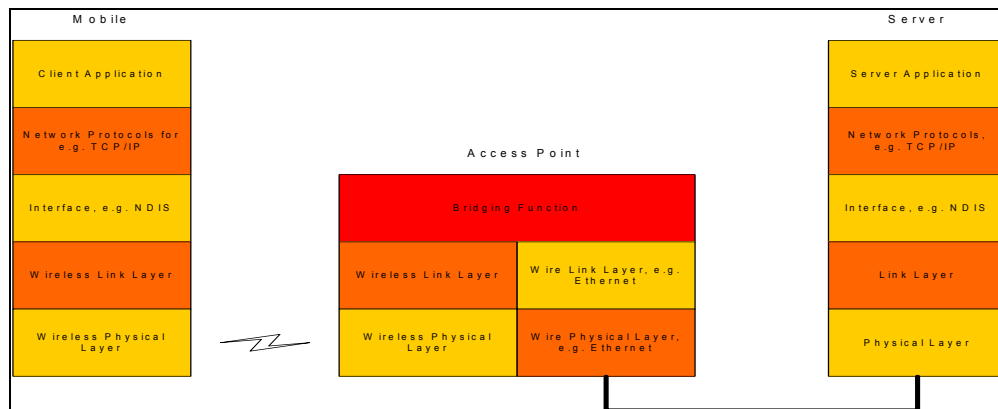 Mobile
Client Application
Network Protocols for
e.g. TCP/IP
Interface, e.g. NDIS
Wireless Link Layer
Wireless Physical
Layer
Access Point
Bridging Function
Wireless Link Layer
Wire Link Layer, e.g.
Ethernet
Wireless Physical
Layer
Wire Physical Layer,
e.g. Ethernet
Server
Server Application
Network Protocols,
e.g. TCP/IP
Interface, e.g. NDIS
Link Layer
Physical Layer